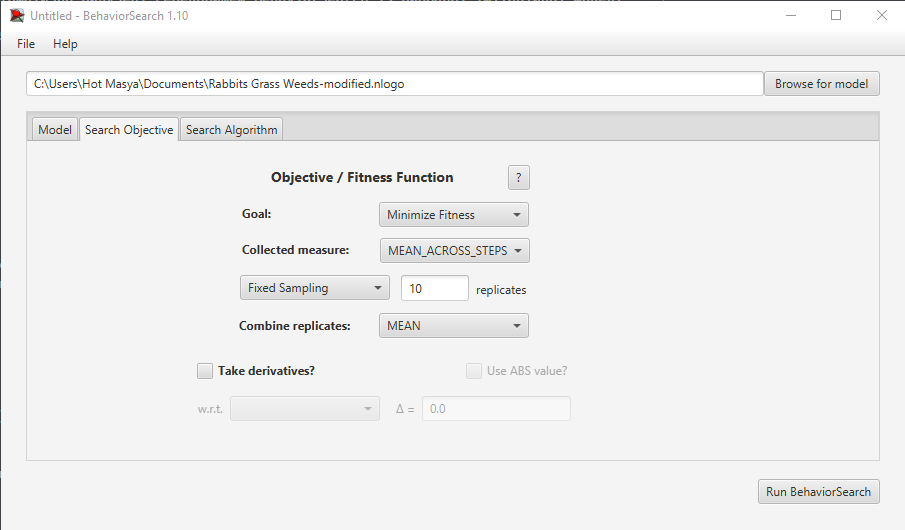 Untitled - BehaviorSearch 1.10
File Help
C:\Users\Hot Masya\Documents\Rabbits Grass Weeds-modified.nlogo Browse for model
Model Search Objective Search Algorithm
Objective / Fitness Function ?
Goal: Minimize Fitness
Collected measure: MEAN_ACROSS_STEPS
Fixed Sampling 10 replicates
Combine replicates: MEAN
Take derivatives? Use ABS value?
w.r.t. Δ = 0.0
Run BehaviorSearch